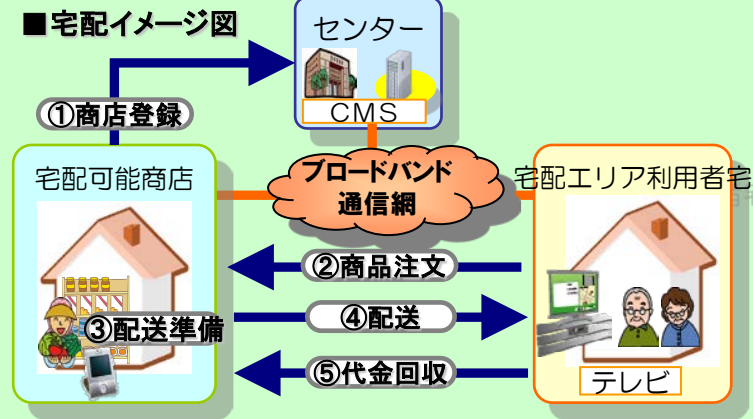 ■宅配イメージ図
センター
CMS
①商店登録
宅配可能商店
ブロードバンド
通信網
宅配エリア利用者宅
②商品注文
③配送準備
④配送
⑤代金回収
テレビ